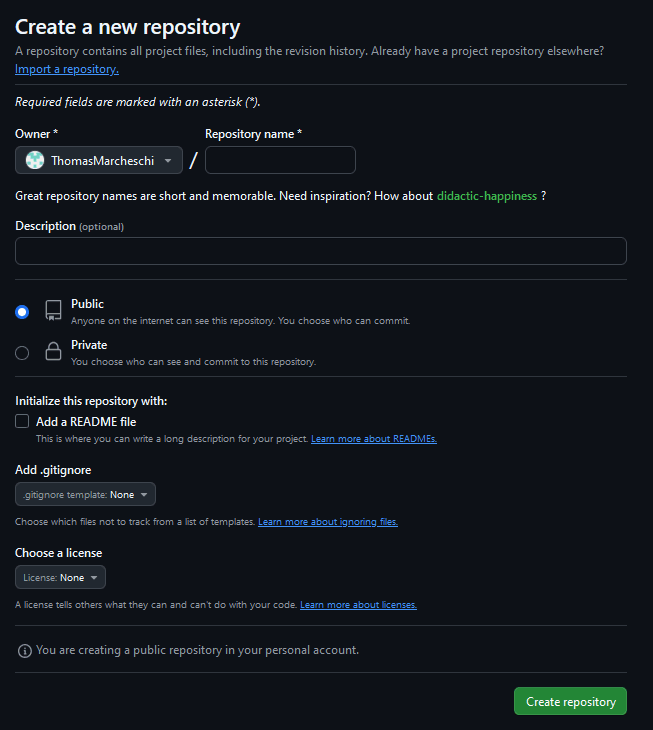 Create a new repository
A repository contains all project files, including the revision history. Already have a project repository elsewhere?
Import a repository.
Required fields are marked with an asterisk (*).
Owner * Repository name *
ThomasMarcheschi /
Great repository names are short and memorable. Need inspiration? How about didactic-happiness ?
Description (optional)
Public
Anyone on the internet can see this repository. You choose who can commit.
Private
You choose who can see and commit to this repository.
Initialize this repository with:
Add a README file
This is where you can write a long description for your project. Learn more about READMEs.
Add .gitignore
.gitignore template: None
Choose which files not to track from a list of templates. Learn more about ignoring files.
Choose a license
License: None
A license tells others what they can and can't do with your code. Learn more about licenses.
You are creating a public repository in your personal account.
Create repository